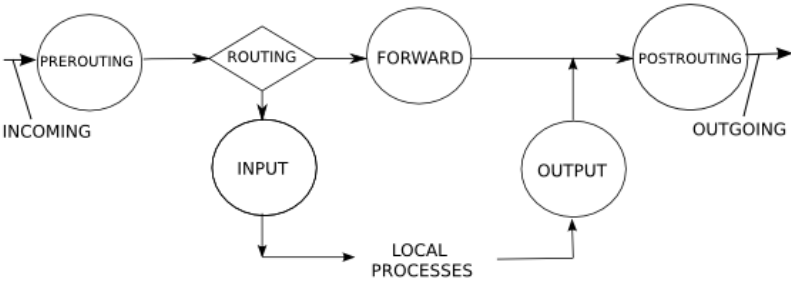 PREROUTING
ROUTING
FORWARD
POSTROUTING
INCOMING
OUTGOING
INPUT
OUTPUT
LOCAL
PROCESSES